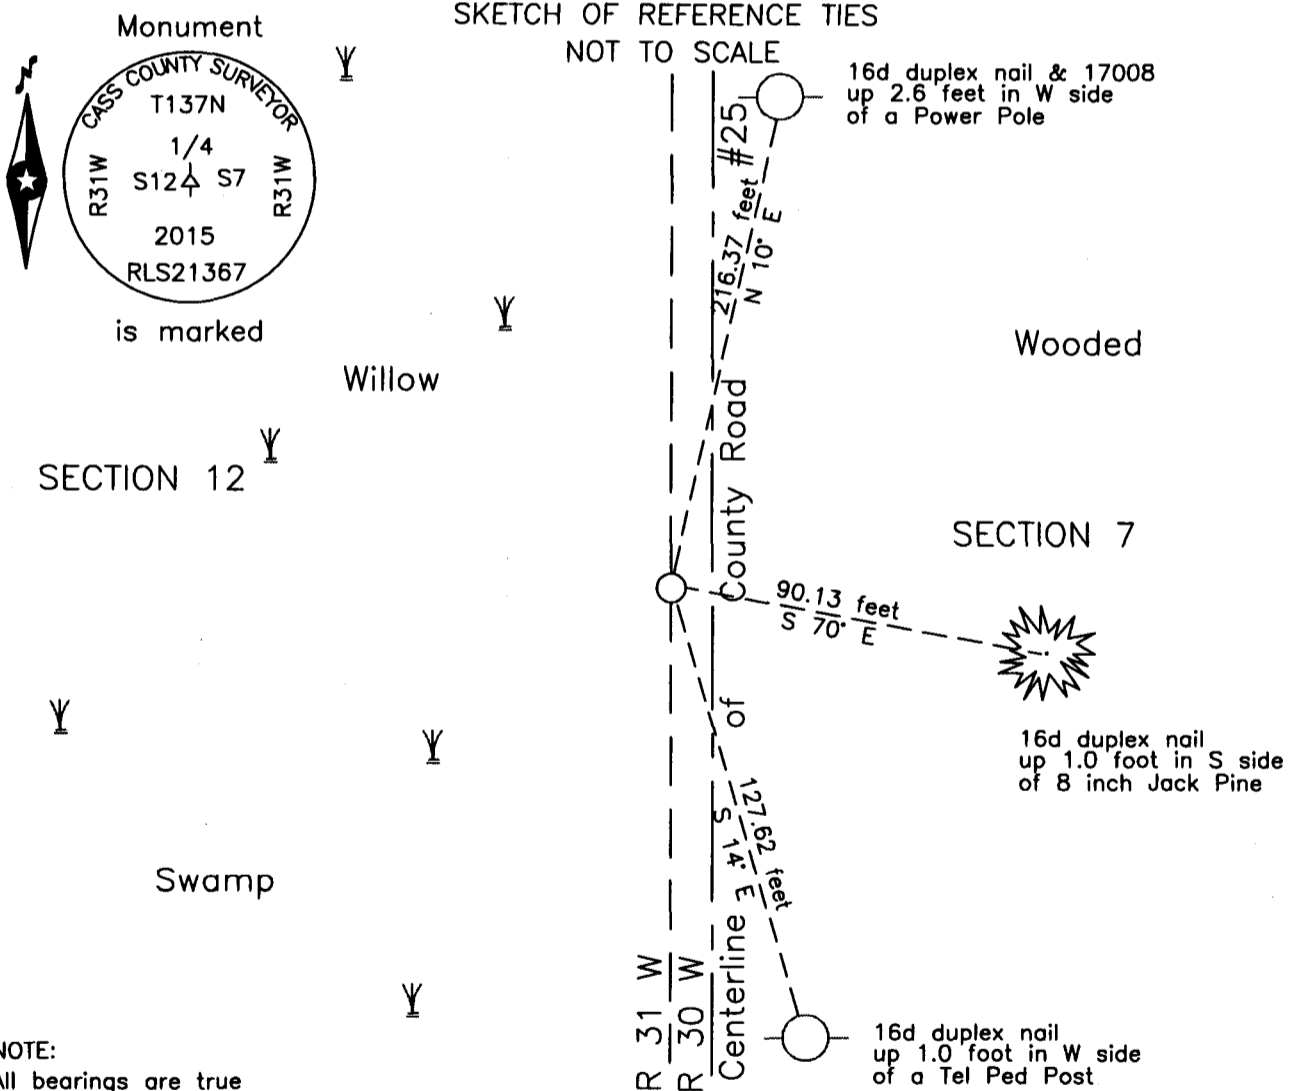 SKETCH OF REFERENCE TIES
NOT TO SCALE
Monument
CASS COUNTY SURVEYOR
T137N
1/4
R31W
S12 S7
R31W
2015
RLS21367
is marked
N
16d duplex nail & 17008
up 2.6 feet in W side
of a Power Pole
216.37 feet
N 10° E
Wooded
Willow
SECTION 12
SECTION 7
90.13 feet
S 70° E
16d duplex nail
up 1.0 foot in S side
of 8 inch Jack Pine
127.62 feet
S 14° E
Swamp
R 31 W
R 30 W
Centerline of County Road #25
16d duplex nail
up 1.0 foot in W side
of a Tel Ped Post
NOTE:
All bearings are true